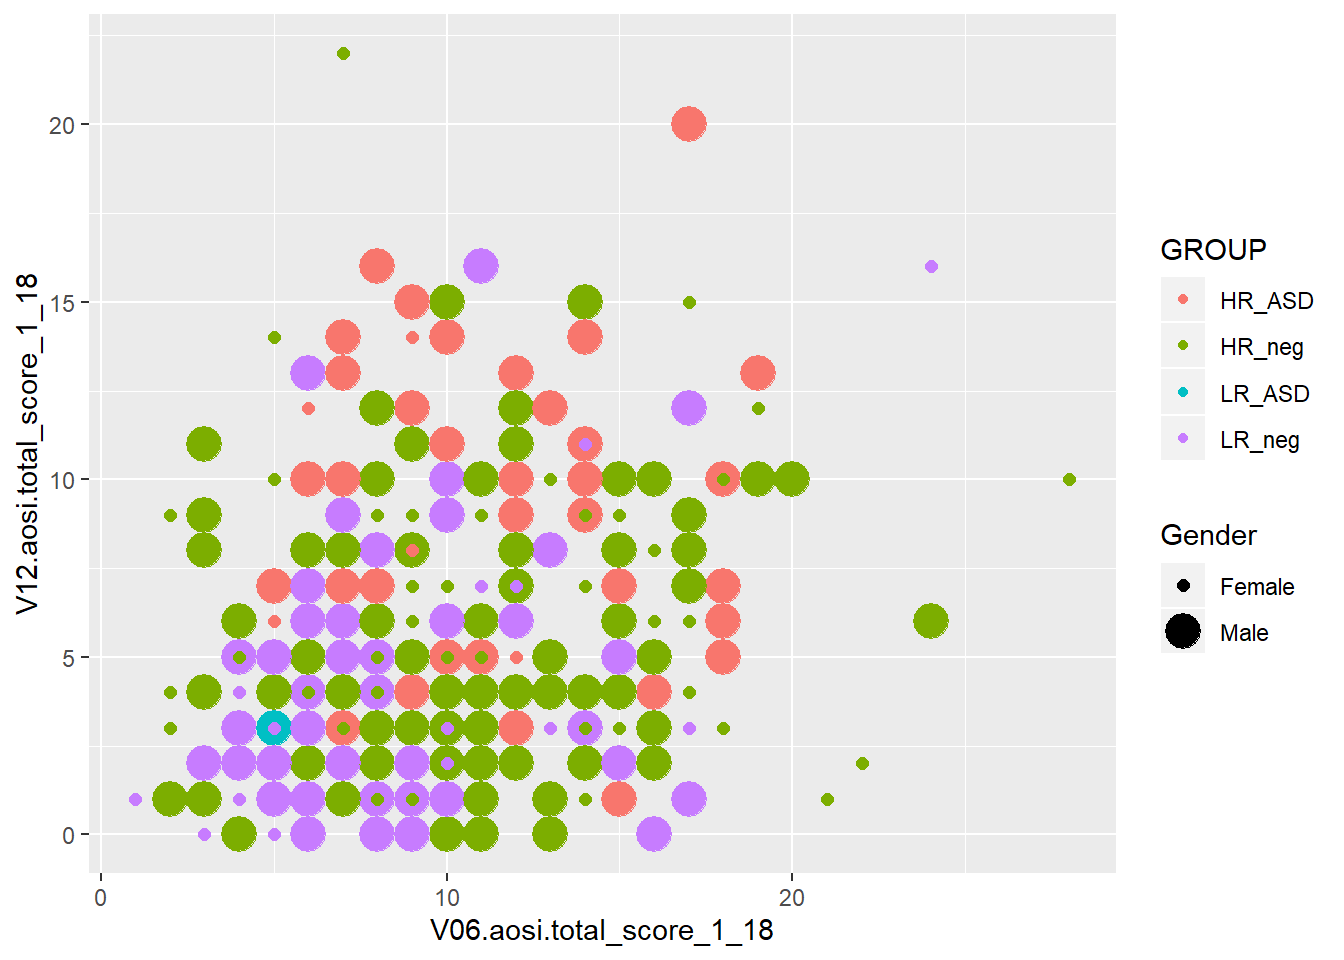 20
15
10
5
0
0
10
20
V12.aosi.total_score_1_18
V06.aosi.total_score_1_18
GROUP
HR_ASD
HR_neg
LR_ASD
LR_neg
Gender
Female
Male